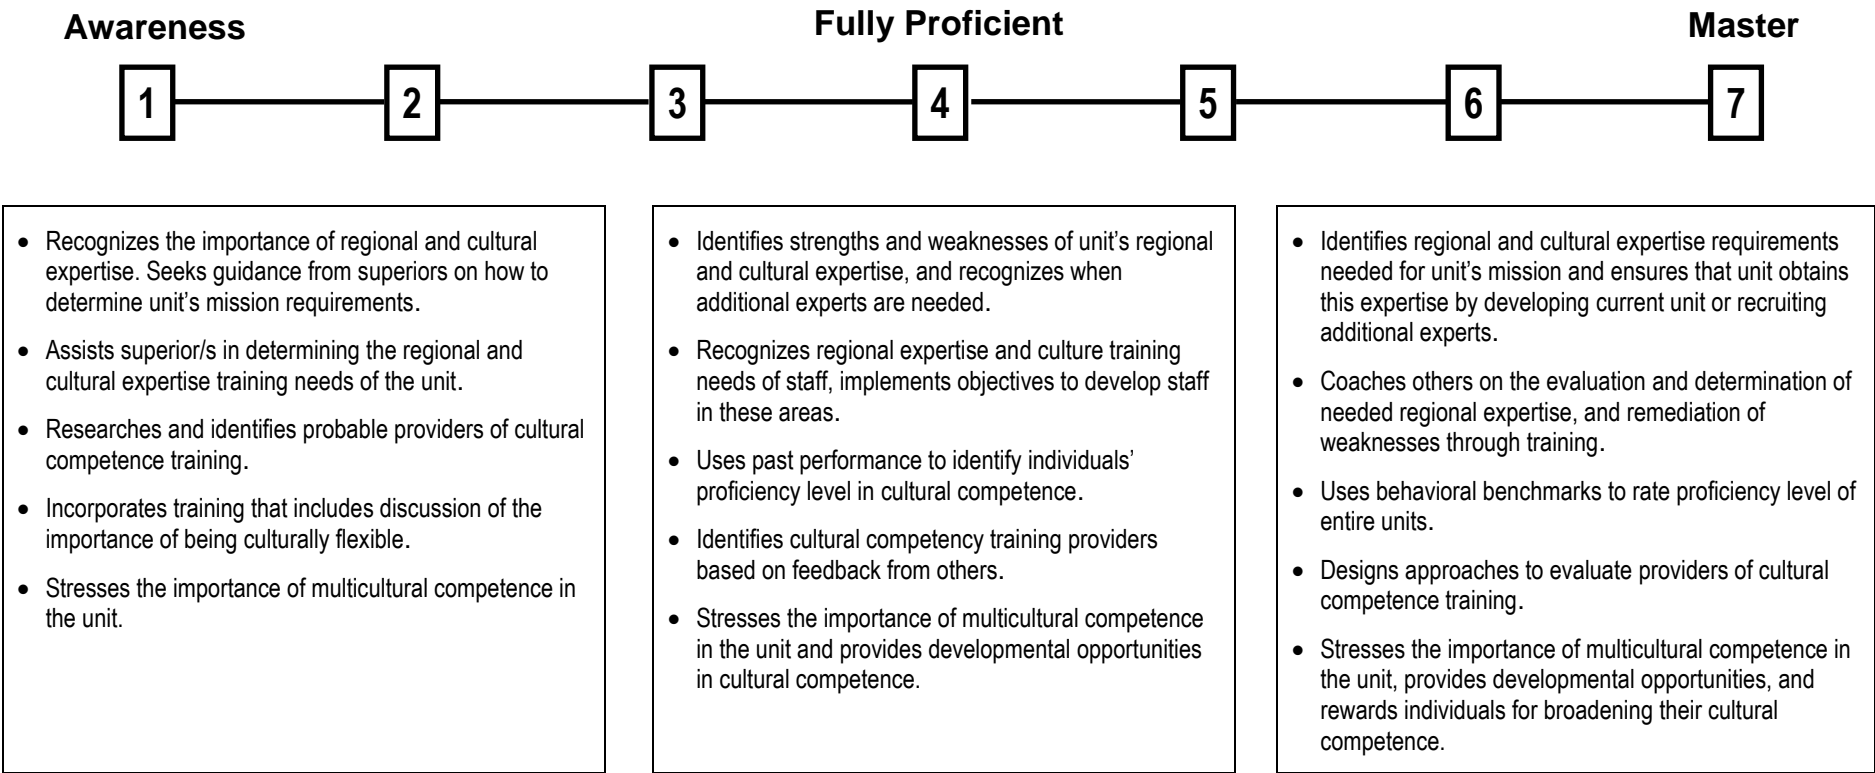 Awareness
Fully Proficient
Master
1
2
3
4
5
6
7
• Recognizes the importance of regional and cultural
expertise. Seeks guidance from superiors on how to
determine unit’s mission requirements.
• Assists superior/s in determining the regional and
cultural expertise training needs of the unit.
• Researches and identifies probable providers of cultural
competence training.
• Incorporates training that includes discussion of the
importance of being culturally flexible.
• Stresses the importance of multicultural competence in
the unit.
• Identifies strengths and weaknesses of unit’s regional
and cultural expertise, and recognizes when
additional experts are needed.
• Recognizes regional expertise and culture training
needs of staff, implements objectives to develop staff
in these areas.
• Uses past performance to identify individuals’
proficiency level in cultural competence.
• Identifies cultural competency training providers
based on feedback from others.
• Stresses the importance of multicultural competence
in the unit and provides developmental opportunities
in cultural competence.
• Identifies regional and cultural expertise requirements
needed for unit’s mission and ensures that unit obtains
this expertise by developing current unit or recruiting
additional experts.
• Coaches others on the evaluation and determination of
needed regional expertise, and remediation of
weaknesses through training.
• Uses behavioral benchmarks to rate proficiency level of
entire units.
• Designs approaches to evaluate providers of cultural
competence training.
• Stresses the importance of multicultural competence in
the unit, provides developmental opportunities, and
rewards individuals for broadening their cultural
competence.